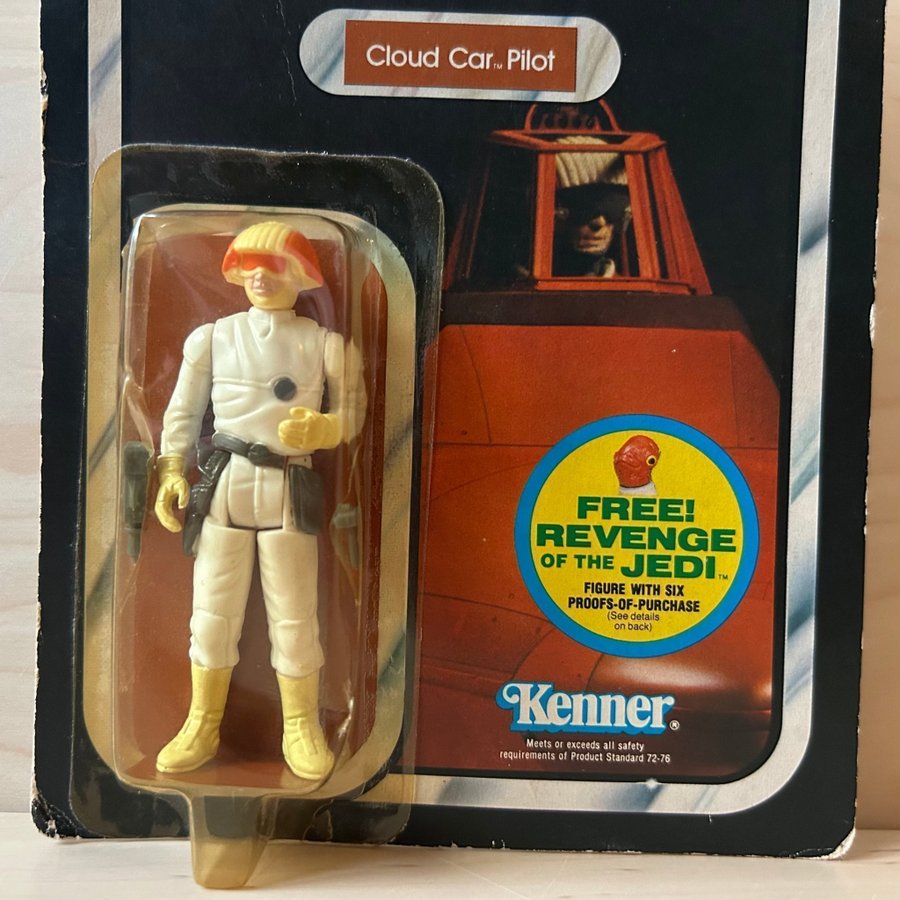 Cloud Car™ Pilot
FREE!
REVENGE
OF THE JEDI™
FIGURE WITH SIX
PROOFS-OF-PURCHASE
(See details
on back)
Kenner®
Meets or exceeds all safety
requirements of Product Standard 72-76